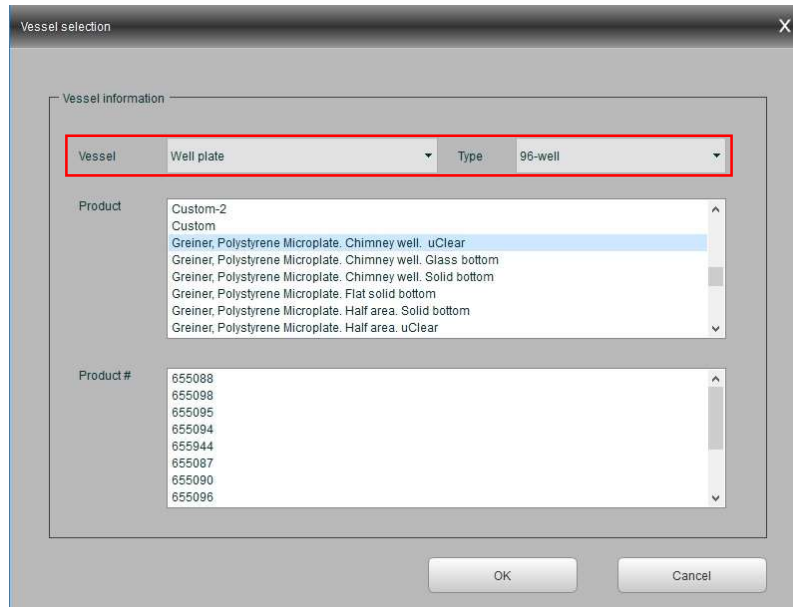 Vessel selection X
Vessel information
Vessel Well plate Type 96-well
Product
Custom-2
Custom
Greiner, Polystyrene Microplate. Chimney well. uClear
Greiner, Polystyrene Microplate. Chimney well. Glass bottom
Greiner, Polystyrene Microplate. Chimney well. Solid bottom
Greiner, Polystyrene Microplate. Flat solid bottom
Greiner, Polystyrene Microplate. Half area. Solid bottom
Greiner, Polystyrene Microplate. Half area. uClear
Product #
655088
655098
655095
655094
655944
655087
655090
655096
OK Cancel